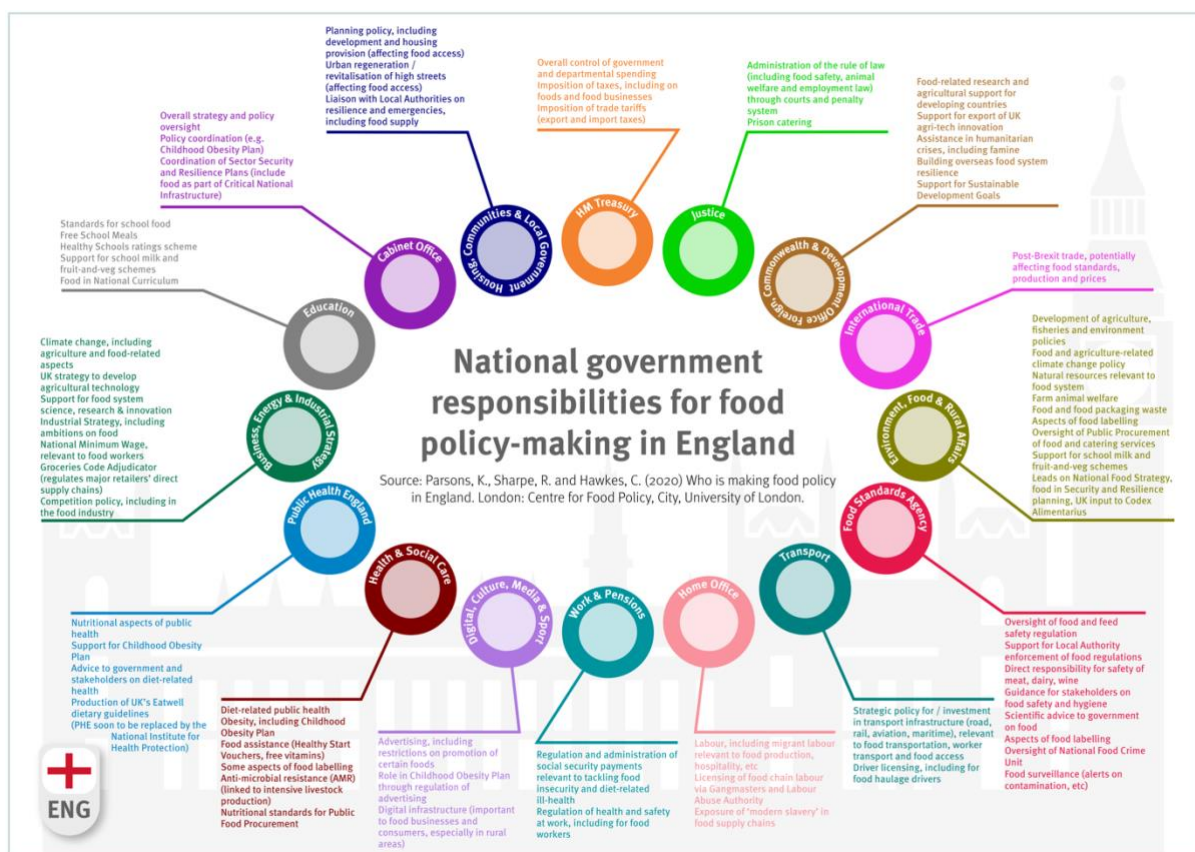 Planning policy, including
development and housing
provision (affecting food access)
Urban regeneration /
revitalisation of high streets
(affecting food access)
Liaison with Local Authorities on
resilience and emergencies,
including food supply
Overall control of government
and departmental spending
Imposition of taxes, including on
foods and food businesses
Imposition of trade tariffs
(export and import taxes)
Administration of the rule of law
(including food safety, animal
welfare and employment law)
through courts and penalty
system
Prison catering
Food-related research and
agricultural support for
developing countries
Support for export of UK
agri-tech innovation
Assistance in humanitarian
crises, including famine
Building overseas food system
resilience
Support for Sustainable
Development Goals
Overall strategy and policy
oversight
Policy coordination (e.g.
Childhood Obesity Plan)
Coordination of Sector Security
and Resilience Plans (include
food as part of Critical National
Infrastructure)
Standards for school food
Free School Meals
Healthy Schools ratings scheme
Support for school milk and
fruit-and-veg schemes
Food in National Curriculum
Cabinet Office
Housing, Communities & Local Government
HM Treasury
Justice
Foreign, Commonwealth & Development Office
Post-Brexit trade, potentially
affecting food standards,
production and prices
Education
International Trade
Climate change, including
agriculture and food-related
aspects
UK strategy to develop
agricultural technology
Support for food system
science, research & innovation
Industrial Strategy, including
ambitions on food
National Minimum Wage,
relevant to food workers
Groceries Code Adjudicator
(regulates major retailers' direct
supply chains)
Competition policy, including in
the food industry
Business, Energy & Industrial Strategy
National government
responsibilities for food
policy-making in England
Source: Parsons, K., Sharpe, R. and Hawkes, C. (2020) Who is making food policy
in England. London: Centre for Food Policy, City, University of London.
Environment, Food & Rural Affairs
Development of agriculture,
fisheries and environment
policies
Food and agriculture-related
climate change policy
Natural resources relevant to
food system
Farm animal welfare
Food and food packaging waste
Aspects of food labelling
Oversight of Public Procurement
of food and catering services
Support for school milk and
fruit-and-veg schemes
Leads on National Food Strategy,
food in Security and Resilience
planning, UK input to Codex
Alimentarius
Public Health England
Health & Social Care
Digital, Culture, Media & Sport
Work & Pensions
Home Office
Transport
Food Standards Agency
Nutritional aspects of public
health
Support for Childhood Obesity
Plan
Advice to government and
stakeholders on diet-related
health
Production of UK's Eatwell
dietary guidelines
(PHE soon to be replaced by the
National Institute for
Health Protection)
Diet-related public health
Obesity, including Childhood
Obesity Plan
Food assistance (Healthy Start
Vouchers, free vitamins)
Some aspects of food labelling
Anti-microbial resistance (AMR)
(linked to intensive livestock
production)
Nutritional standards for Public
Food Procurement
Advertising, including
restrictions on promotion of
certain foods
Role in Childhood Obesity Plan
through regulation of
advertising
Digital infrastructure (important
to food businesses and
consumers, especially in rural
areas)
Regulation and administration of
social security payments
relevant to tackling food
insecurity and diet-related
ill-health
Regulation of health and safety
at work, including for food
workers
Labour, including migrant labour
relevant to food production,
hospitality, etc
Licensing of food chain labour
via Gangmasters and Labour
Abuse Authority
Exposure of 'modern slavery' in
food supply chains
Strategic policy for / investment
in transport infrastructure (road,
rail, aviation, maritime), relevant
to food transportation, worker
transport and food access
Driver licensing, including for
food haulage drivers
Oversight of food and feed
safety regulation
Support for Local Authority
enforcement of food regulations
Direct responsibility for safety of
meat, dairy, wine
Guidance for stakeholders on
food safety and hygiene
Scientific advice to government
on food
Aspects of food labelling
Oversight of National Food Crime
Unit
Food surveillance (alerts on
contamination, etc)
ENG